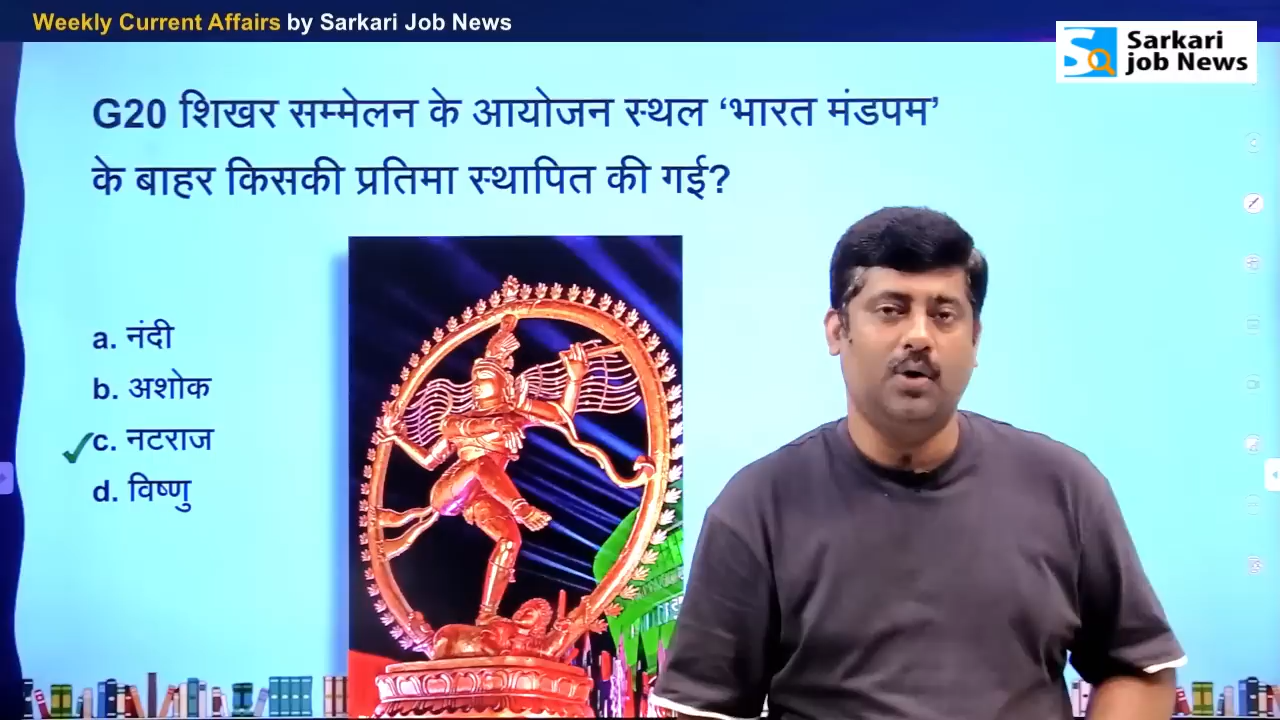 Weekly Current Affairs by Sarkari Job News
Sarkari
job News
G20 शिखर सम्मेलन के आयोजन स्थल ‘भारत मंडपम’
के बाहर किसकी प्रतिमा स्थापित की गई?
a. नंदी
b. अशोक
c. नटराज
d. विष्णु